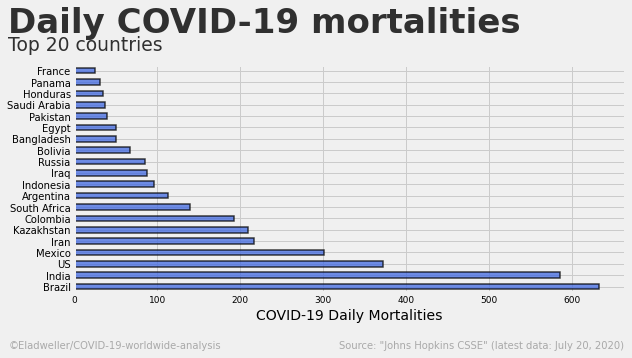 Daily COVID-19 mortalities
Top 20 countries
France
Panama
Honduras
Saudi Arabia
Pakistan
Egypt
Bangladesh
Bolivia
Russia
Iraq
Indonesia
Argentina
South Africa
Colombia
Kazakhstan
Iran
Mexico
US
India
Brazil
0 100 200 300 400 500 600
COVID-19 Daily Mortalities
©Eladweller/COVID-19-worldwide-analysis
Source: "Johns Hopkins CSSE" (latest data: July 20, 2020)